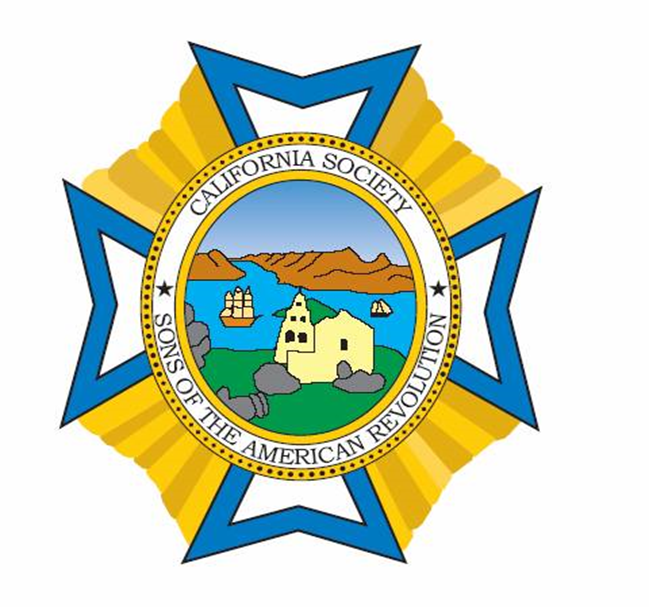 CALIFORNIA SOCIETY
SONS OF THE AMERICAN REVOLUTION